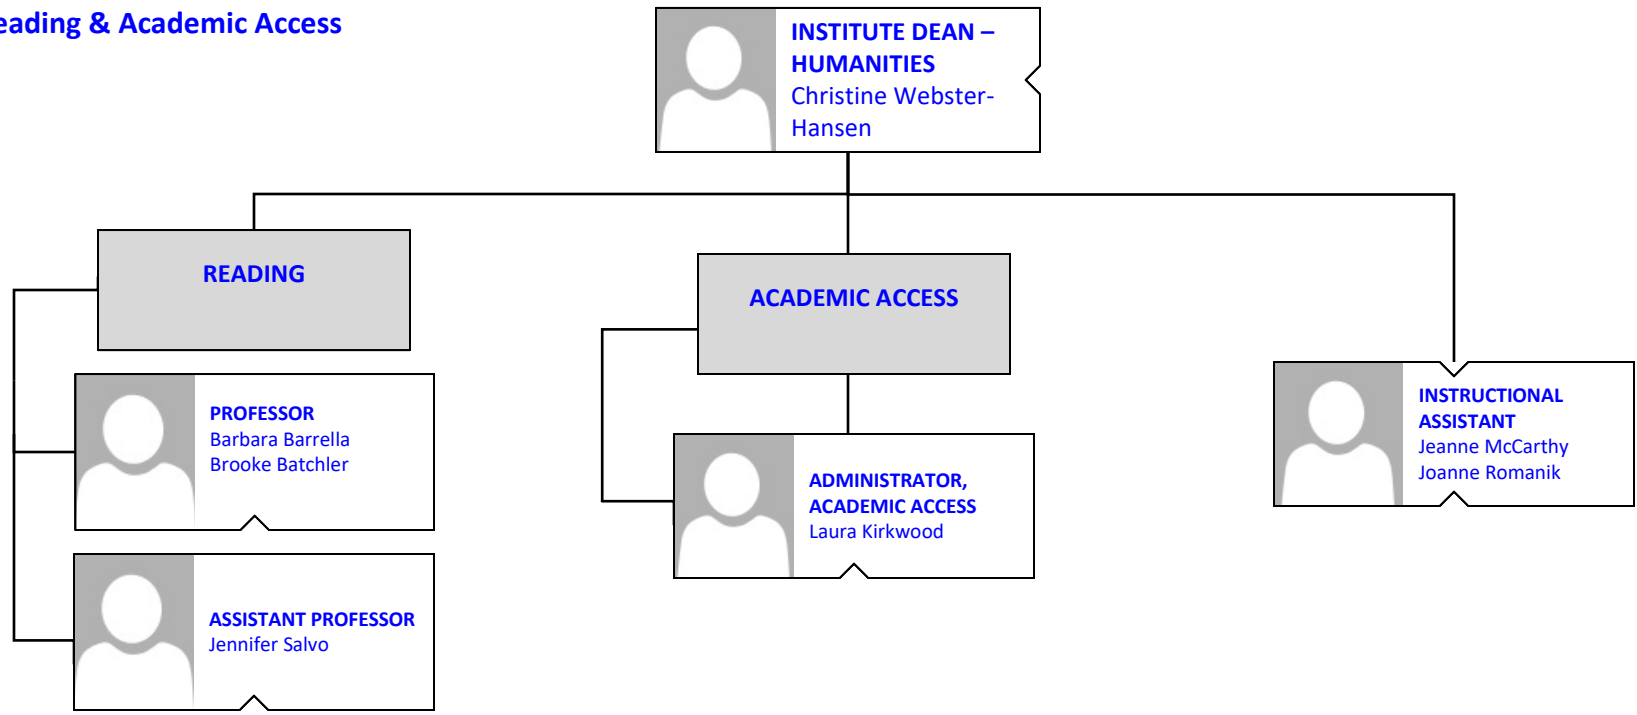 eading & Academic Access
INSTITUTE DEAN –
HUMANITIES
Christine Webster-
Hansen
READING
ACADEMIC ACCESS
PROFESSOR
Barbara Barrella
Brooke Batchler
ADMINISTRATOR,
ACADEMIC ACCESS
Laura Kirkwood
INSTRUCTIONAL
ASSISTANT
Jeanne McCarthy
Joanne Romanik
ASSISTANT PROFESSOR
Jennifer Salvo